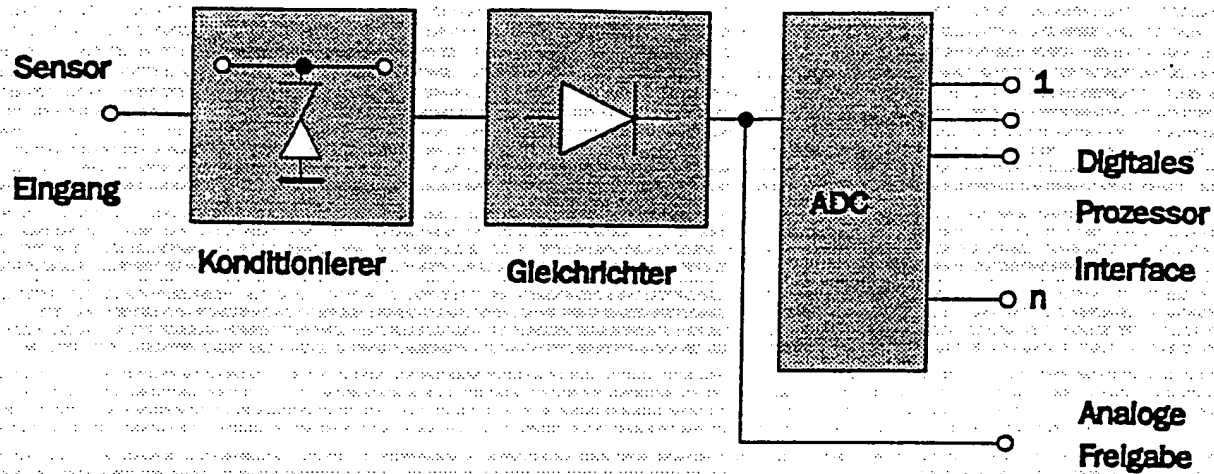 Sensor
Eingang
Konditionierer
Gleichrichter
ADC
1
Digitales
Prozessor
Interface
n
Analoge
Freigabe